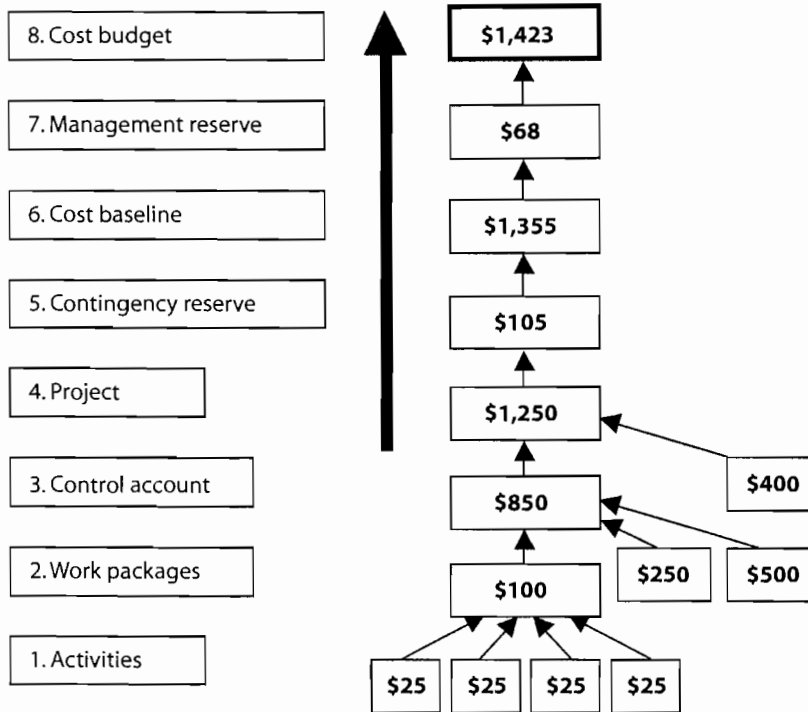 8. Cost budget
$1,423
7. Management reserve
$68
6. Cost baseline
$1,355
5. Contingency reserve
$105
4. Project
$1,250
3. Control account
$850
$400
2. Work packages
$100
$250
$500
1. Activities
$25
$25
$25
$25